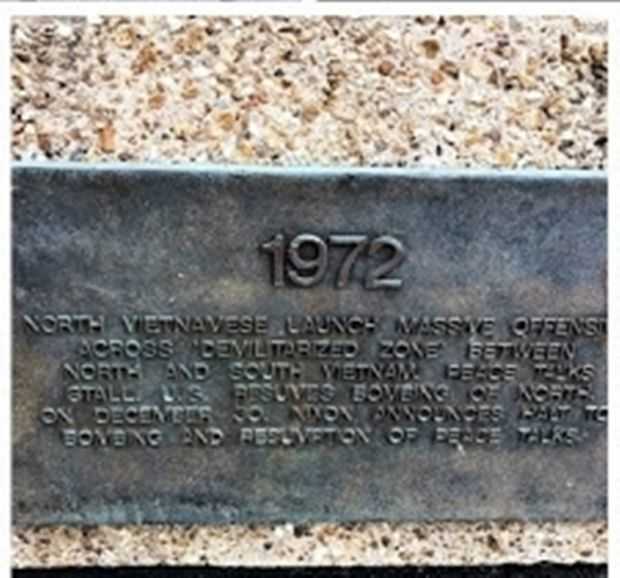 1972
NORTH VIETNAMESE LAUNCH MASSIVE OFFENSI
ACROSS 'DEMILITARIZED ZONE' BETWEEN
NORTH AND SOUTH VIETNAM. PEACE TALKS
STALL. U.S. RESUMES BOMBING OF NORTH.
ON DECEMBER 30, NIXON ANNOUNCES HALT TO
BOMBING AND RESUMPTION OF PEACE TALKS.